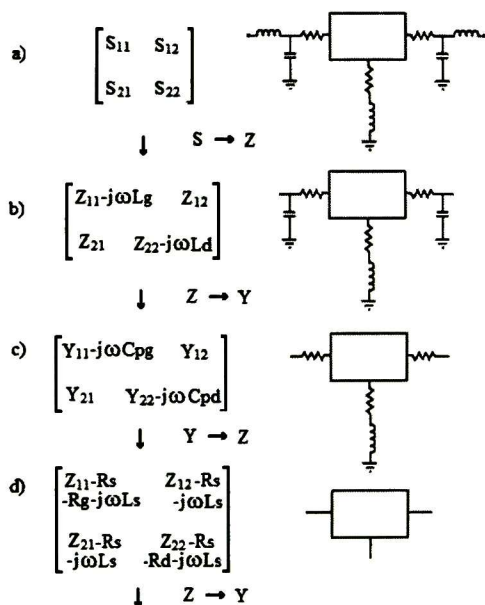 a)
S11 S12
S21 S22
↓ S → Z
b)
Z11-jωLg Z12
Z21 Z22-jωLd
↓ Z → Y
c)
Y11-jωCpg Y12
Y21 Y22-jωCpd
↓ Y → Z
d)
Z11-Rs Z12-Rs
-Rg-jωLs -jωLs
Z21-Rs Z22-Rs
-jωLs -Rd-jωLs
↓ Z → Y